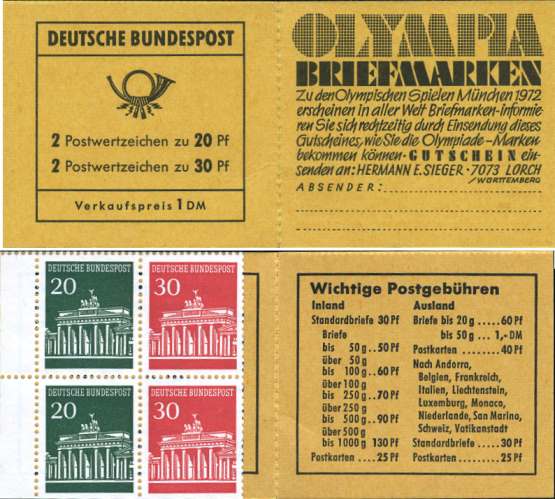 DEUTSCHE BUNDESPOST
2 Postwertzeichen zu 20 Pf
2 Postwertzeichen zu 30 Pf
Verkaufspreis 1 DM
OLYMPIA
BRIEFMARKEN
Zu den Olympischen Spielen München 1972
erscheinen in aller Welt Briefmarken·Informie-
ren Sie sich rechtzeitig durch Einsendung dieses
Gutscheines, wie Sie die Olympiade-Marken
bekommen können·GUTSCHEIN ein-
senden an: HERMANN E. SIEGER·7073 LORCH
/WÜRTTEMBERG
ABSENDER:
DEUTSCHE BUNDESPOST
20
DEUTSCHE BUNDESPOST
30
DEUTSCHE BUNDESPOST
20
DEUTSCHE BUNDESPOST
30
Wichtige Postgebühren
Inland
Standardbriefe 30 Pf
Briefe
bis 50 g..50 Pf
über 50 g
bis 100 g..60 Pf
über 100 g
bis 250 g..70 Pf
über 250 g
bis 500 g..90 Pf
über 500 g
bis 1000 g 130 Pf
Postkarten ....25 Pf
Ausland
Briefe bis 20 g .....60 Pf
bis 50 g ... 1,- DM
Postkarten .....40 Pf
Nach Andorra,
Belgien, Frankreich,
Italien, Liechtenstein,
Luxemburg, Monaco,
Niederlande, San Marino,
Schweiz, Vatikanstadt
Standardbriefe .....30 Pf
Postkarten .....25 Pf